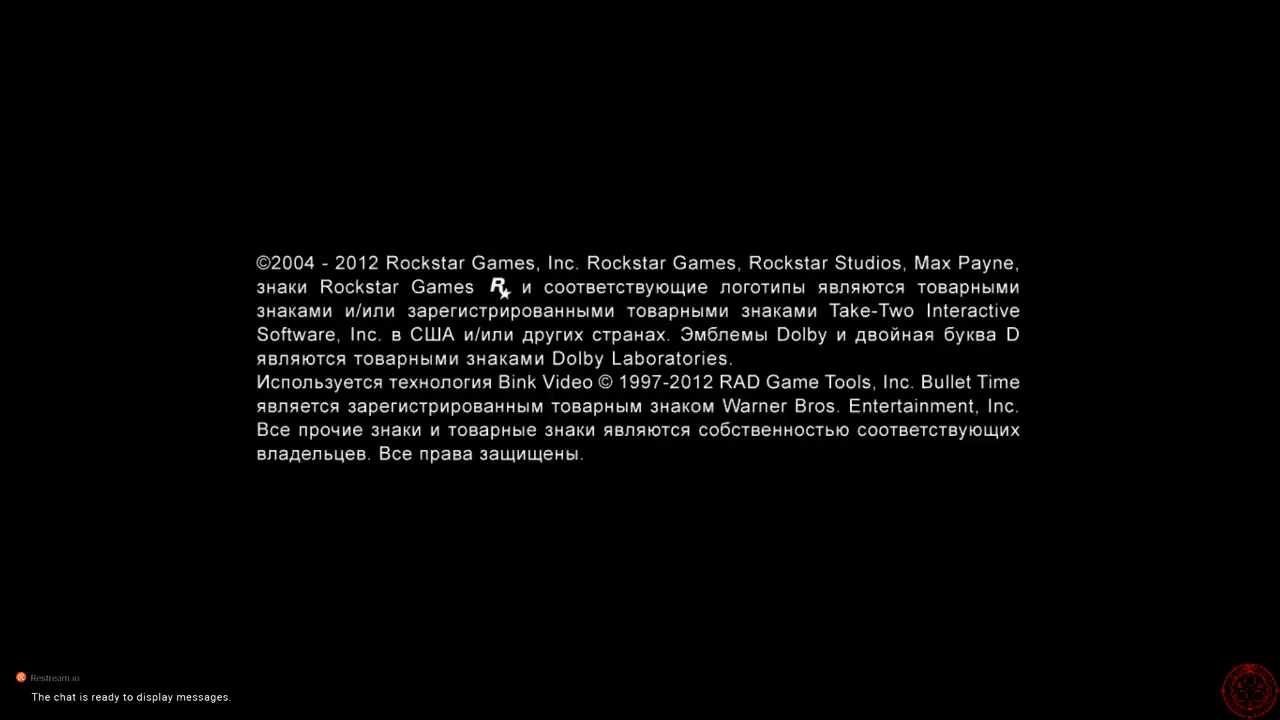 ©2004 - 2012 Rockstar Games, Inc. Rockstar Games, Rockstar Studios, Max Payne,
знаки Rockstar Games R и соответствующие логотипы являются товарными
знаками и/или зарегистрированными товарными знаками Take-Two Interactive
Software, Inc. в США и/или других странах. Эмблемы Dolby и двойная буква D
являются товарными знаками Dolby Laboratories.
Используется технология Bink Video © 1997-2012 RAD Game Tools, Inc. Bullet Time
является зарегистрированным товарным знаком Warner Bros. Entertainment, Inc.
Все прочие знаки и товарные знаки являются собственностью соответствующих
владельцев. Все права защищены.
Restream.io
The chat is ready to display messages.